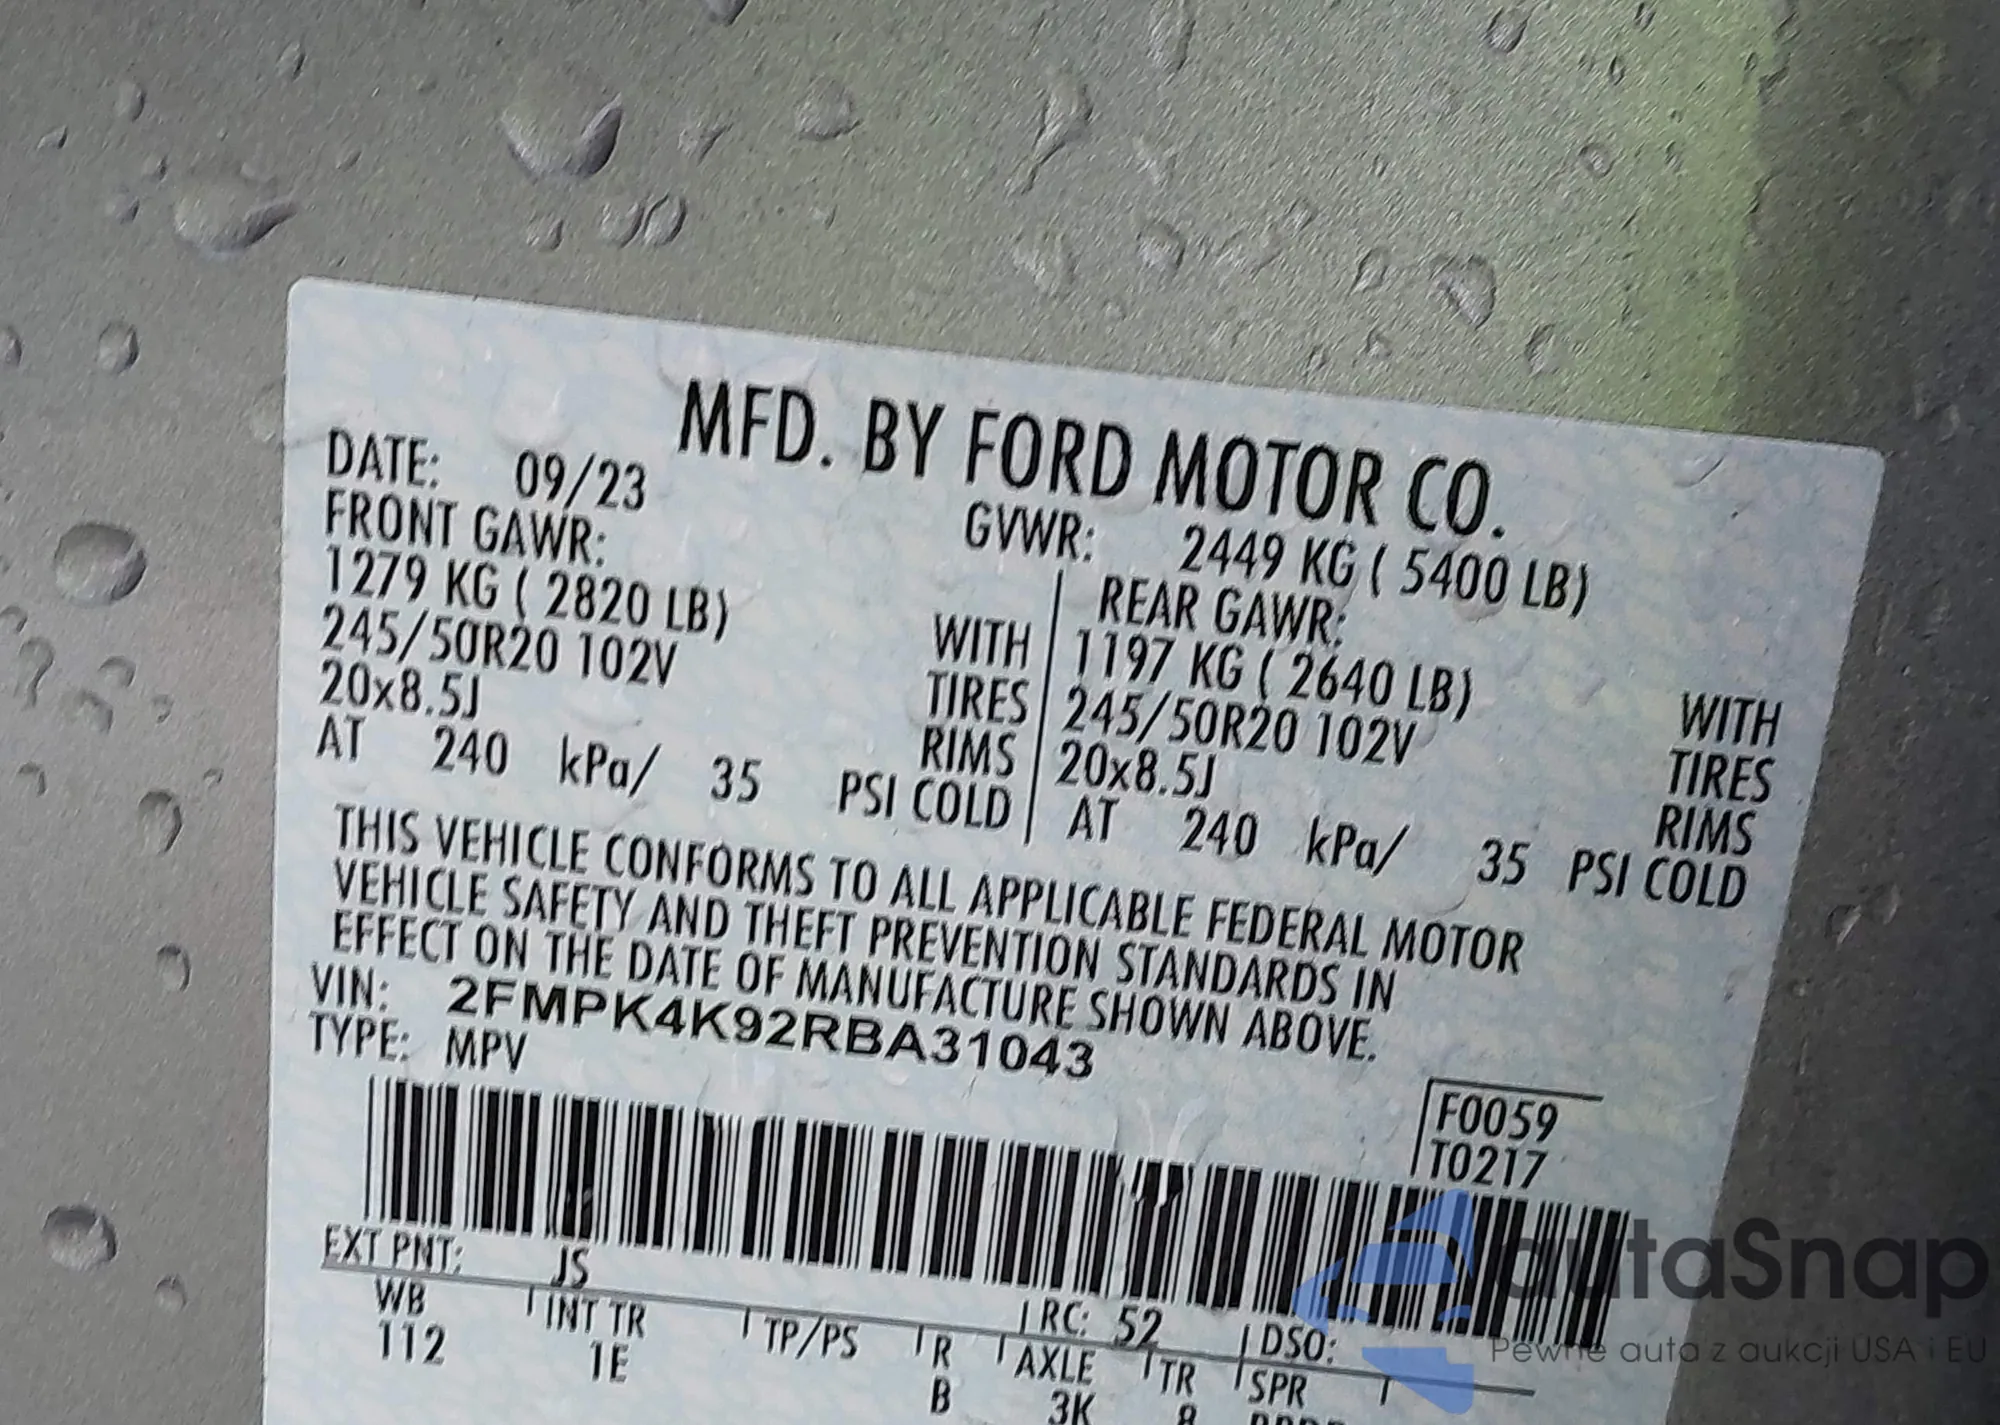 MFD. BY FORD MOTOR CO.
DATE: 09/23
GVWR: 2449 KG ( 5400 LB)
FRONT GAWR:
1279 KG ( 2820 LB) WITH
245/50R20 102V TIRES
20x8.5J RIMS
AT 240 kPa/ 35 PSI COLD
REAR GAWR:
1197 KG ( 2640 LB) WITH
245/50R20 102V TIRES
20x8.5J RIMS
AT 240 kPa/ 35 PSI COLD
THIS VEHICLE CONFORMS TO ALL APPLICABLE FEDERAL MOTOR
VEHICLE SAFETY AND THEFT PREVENTION STANDARDS IN
EFFECT ON THE DATE OF MANUFACTURE SHOWN ABOVE.
VIN: 2FMPK4K92RBA31043
TYPE: MPV
F0059
T0217
EXT PNT: JS RC: 52 DSO:
WB INT TR TP/PS R AXLE TR SPR
112 1E B 3K 8
autaSnap
Pewne auta z aukcji USA i EU